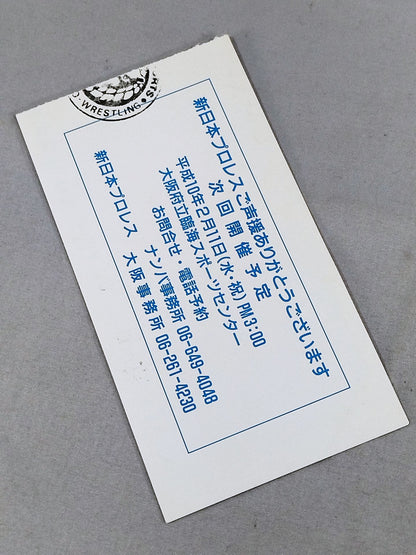 新日本プロレスご声援ありがとうございます
次回開催予定
平成10年2月11日(水・祝)PM3:00
大阪府立臨海スポーツセンター
お問合せ・電話予約
ナンバ事務所 06-649-4048
新日本プロレス 大阪事務所 06-261-4230
WRESTLING